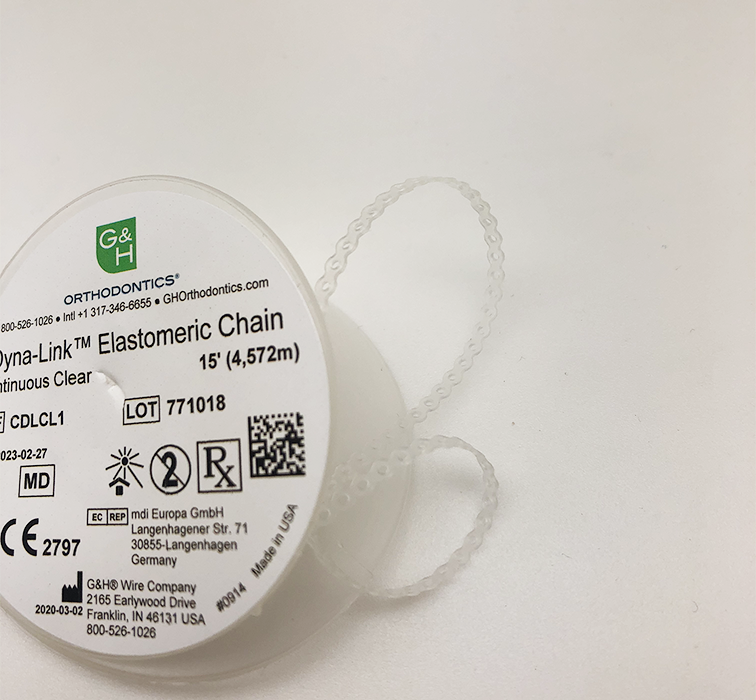 G&
H
ORTHODONTICS®
800-526-1026 • Intl +1 317-346-6655 • GHOrthodontics.com
Dyna-Link™ Elastomeric Chain
ntinuous Clear
15' (4,572m)
CDLCL1
LOT 771018
023-02-27
MD
2
Rx
CE 2797
EC REP
mdi Europa GmbH
Langenhagener Str. 71
30855-Langenhagen
Germany
Made in USA
#0914
2020-03-02
G&H® Wire Company
2165 Earlywood Drive
Franklin, IN 46131 USA
800-526-1026